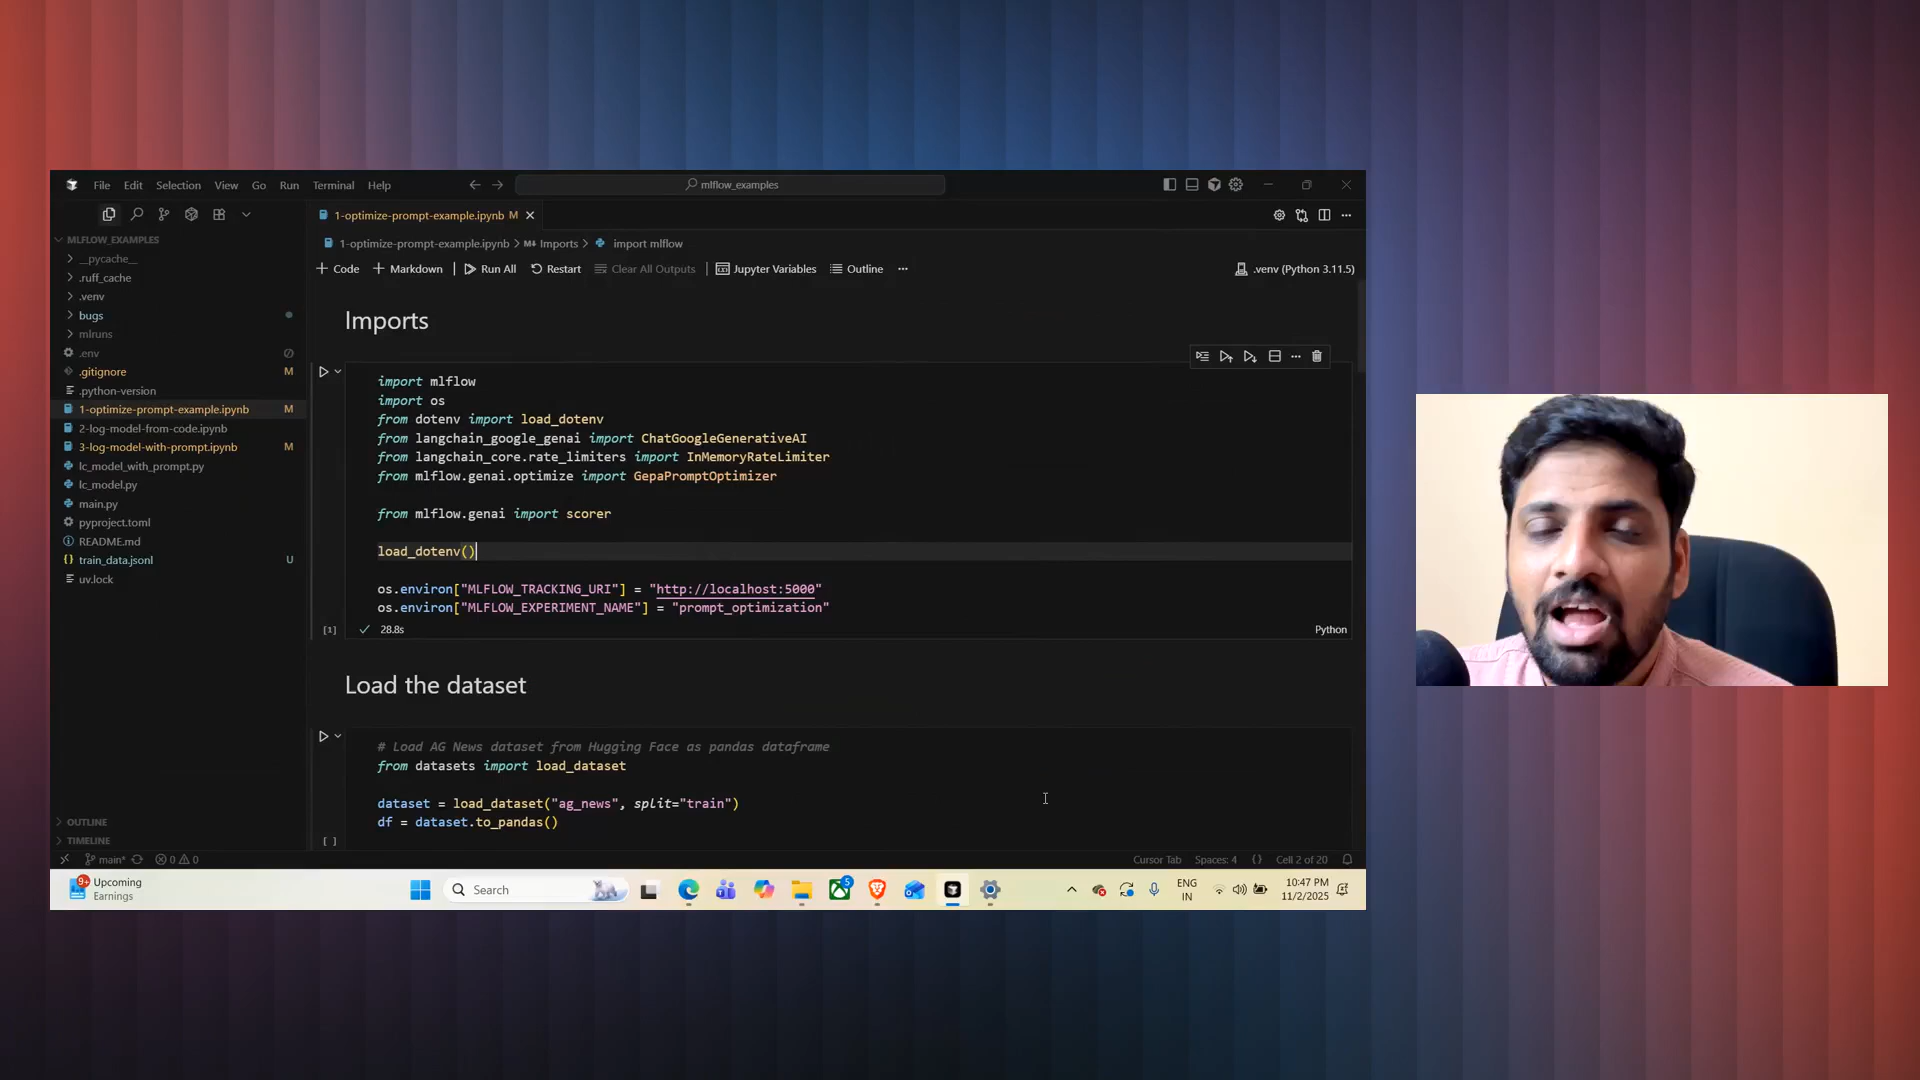 File Edit Selection View Go Run Terminal Help
mlflow_examples
1-optimize-prompt-example.ipynb M
MLFLOW_EXAMPLES
__pycache__
.ruff_cache
.venv
bugs
mlruns
.env
.gitignore M
.python-version
1-optimize-prompt-example.ipynb M
2-log-model-from-code.ipynb
3-log-model-with-prompt.ipynb M
lc_model_with_prompt.py
lc_model.py
main.py
pyproject.toml
README.md
train_data.jsonl U
uv.lock
OUTLINE
TIMELINE
1-optimize-prompt-example.ipynb > M Imports > import mlflow
+ Code + Markdown Run All Restart Clear All Outputs Jupyter Variables Outline ...
.venv (Python 3.11.5)
Imports
import mlflow
import os
from dotenv import load_dotenv
from langchain_google_genai import ChatGoogleGenerativeAI
from langchain_core.rate_limiters import InMemoryRateLimiter
from mlflow.genai.optimize import GepaPromptOptimizer
from mlflow.genai import scorer
load_dotenv()
os.environ["MLFLOW_TRACKING_URI"] = "http://localhost:5000"
os.environ["MLFLOW_EXPERIMENT_NAME"] = "prompt_optimization"
[1] 28.8s Python
Load the dataset
# Load AG News dataset from Hugging Face as pandas dataframe
from datasets import load_dataset
dataset = load_dataset("ag_news", split="train")
df = dataset.to_pandas()
[ ]
main* 0 0
Cursor Tab Spaces: 4 {} Cell 2 of 20
9+ Upcoming
Earnings
Search
5
ENG
IN
10:47 PM
11/2/2025